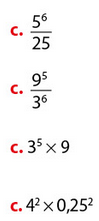 c. 5⁶/25
c. 9⁵/3⁶
c. 3⁵ × 9
c. 4² × 0,25²